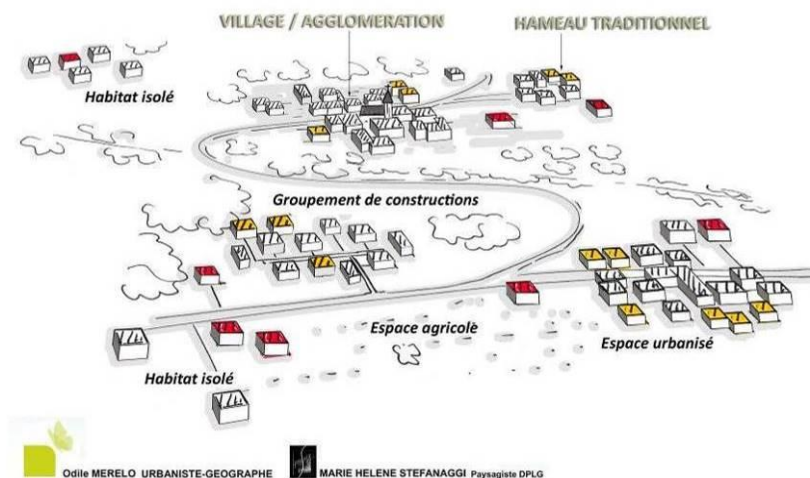 VILLAGE / AGGLOMERATION
HAMEAU TRADITIONNEL
Habitat isolé
Groupement de constructions
Espace agricole
Espace urbanisé
Habitat isolé
Odile MERELO URBANISTE-GEOGRAPHE
MARIE HELENE STEFANAGGI Paysagiste DPLG